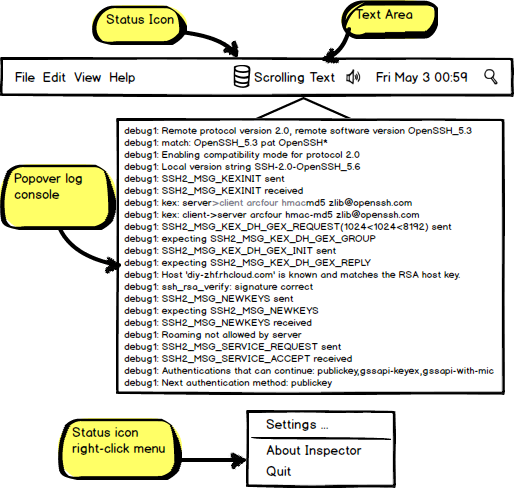 Status Icon
Text Area
File Edit View Help
Scrolling Text
Fri May 3 00:59
Popover log
console
debug1: Remote protocol version 2.0, remote software version OpenSSH_5.3
debug1: match: OpenSSH_5.3 pat OpenSSH*
debug1: Enabling compatibility mode for protocol 2.0
debug1: Local version string SSH-2.0-OpenSSH_5.6
debug1: SSH2_MSG_KEXINIT sent
debug1: SSH2_MSG_KEXINIT received
debug1: kex: server>client arcfour hmacmd5 zlib@openssh.com
debug1: kex: client->server arcfour hmac-md5 zlib@openssh.com
debug1: SSH2_MSG_KEX_DH_GEX_REQUEST(1024<1024<8192) sent
debug1: expecting SSH2_MSG_KEX_DH_GEX_GROUP
debug1: SSH2_MSG_KEX_DH_GEX_INIT sent
debug1: expecting SSH2_MSG_KEX_DH_GEX_REPLY
debug1: Host 'diy-zhf.rhcloud.com' is known and matches the RSA host key.
debug1: ssh_rsa_verify: signature correct
debug1: SSH2_MSG_NEWKEYS sent
debug1: expecting SSH2_MSG_NEWKEYS
debug1: SSH2_MSG_NEWKEYS received
debug1: Roaming not allowed by server
debug1: SSH2_MSG_SERVICE_REQUEST sent
debug1: SSH2_MSG_SERVICE_ACCEPT received
debug1: Authentications that can continue: publickey,gssapi-keyex,gssapi-with-mic
debug1: Next authentication method: publickey
Status icon
right-click menu
Settings ...
About Inspector
Quit